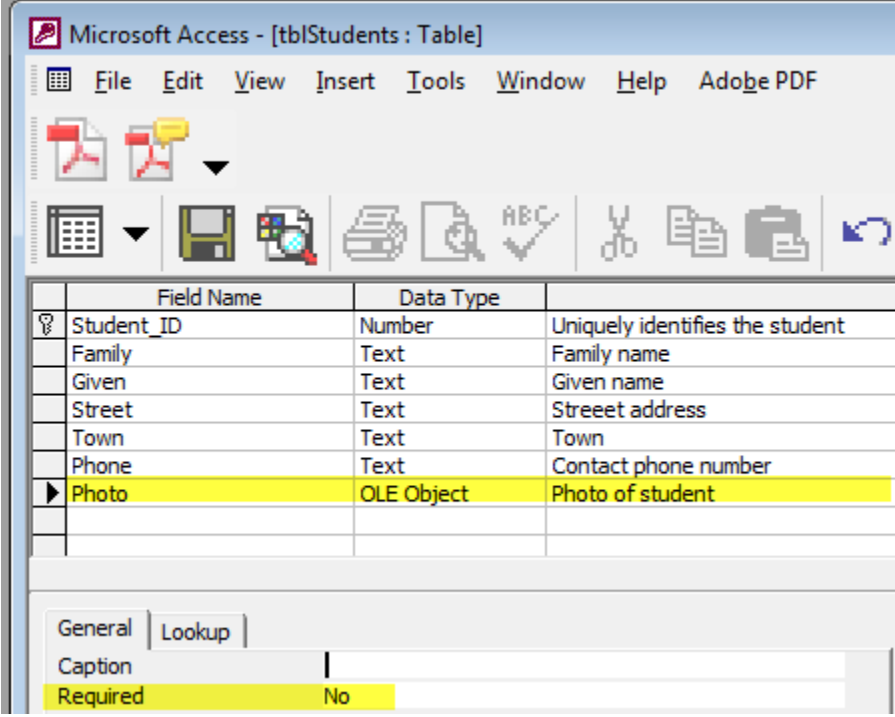 Microsoft Access - [tblStudents : Table]
File Edit View Insert Tools Window Help Adobe PDF
ABC
Field Name Data Type
Student_ID Number Uniquely identifies the student
Family Text Family name
Given Text Given name
Street Text Streeet address
Town Text Town
Phone Text Contact phone number
Photo OLE Object Photo of student
General Lookup
Caption
Required No